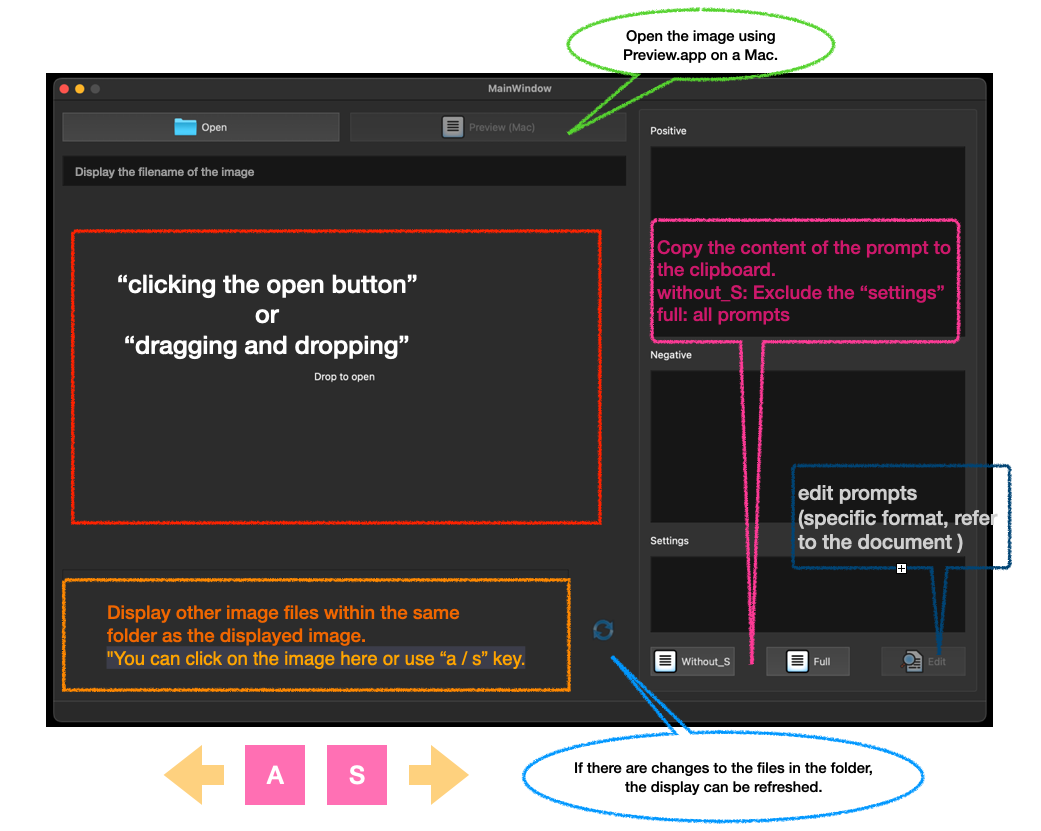 Open the image using
Preview.app on a Mac.
MainWindow
Open
Preview (Mac)
Display the filename of the image
“clicking the open button”
or
“dragging and dropping”
Drop to open
Display other image files within the same
folder as the displayed image.
"You can click on the image here or use “a / s” key.
Positive
Copy the content of the prompt to
the clipboard.
without_S: Exclude the “settings”
full: all prompts
Negative
edit prompts
(specific format, refer
to the document )
Settings
Without_S
Full
Edit
A
S
If there are changes to the files in the folder,
the display can be refreshed.